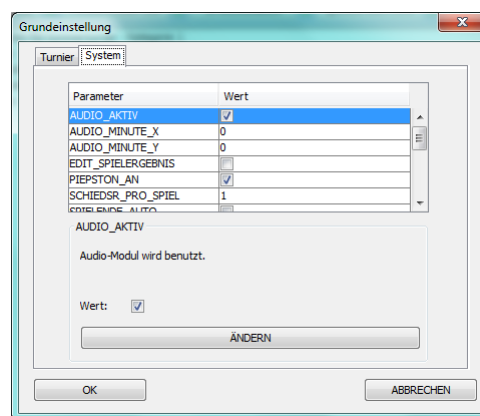 Grundeinstellung
Turnier System
Parameter Wert
AUDIO_AKTIV
AUDIO_MINUTE_X 0
AUDIO_MINUTE_Y 0
EDIT_SPIELERGEBNIS
PIEPSTON_AN
SCHIEDSR_PRO_SPIEL 1
SPIELENDE_AUTO
AUDIO_AKTIV
Audio-Modul wird benutzt.
Wert:
ÄNDERN
OK ABBRECHEN